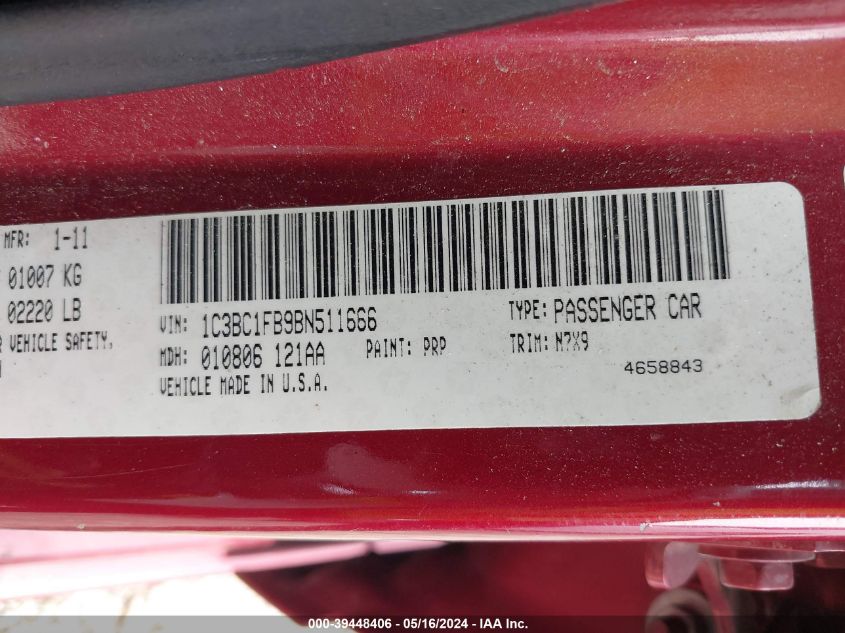 MFR: 1-11
01007 KG
02220 LB
VEHICLE SAFETY,
VIN: 1C3BC1FB9BN511666 TYPE: PASSENGER CAR
MDH: 010806 121AA PAINT: PRP TRIM: N7X9
VEHICLE MADE IN U.S.A. 4658843
000-39448406 - 05/16/2024 - IAA Inc.